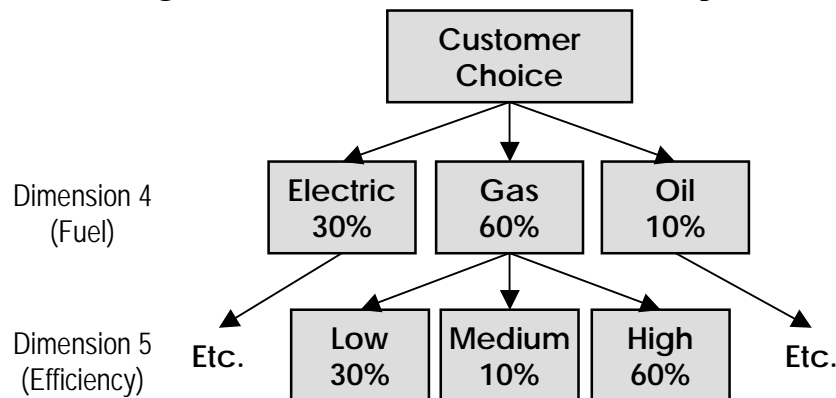 Customer
Choice
Dimension 4
(Fuel)
Electric
30%
Gas
60%
Oil
10%
Dimension 5
(Efficiency)
Etc.
Low
30%
Medium
10%
High
60%
Etc.